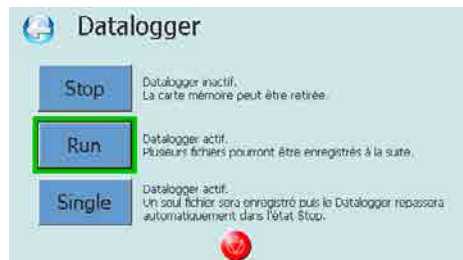 Datalogger
Stop
Datalogger inactif.
La carte mémoire peut être retirée.
Run
Datalogger actif.
Plusieurs fichiers pourront être enregistrés à la suite.
Single
Datalogger actif.
Un seul fichier sera enregistré puis le Datalogger repassera
automatiquement dans l'état Stop.